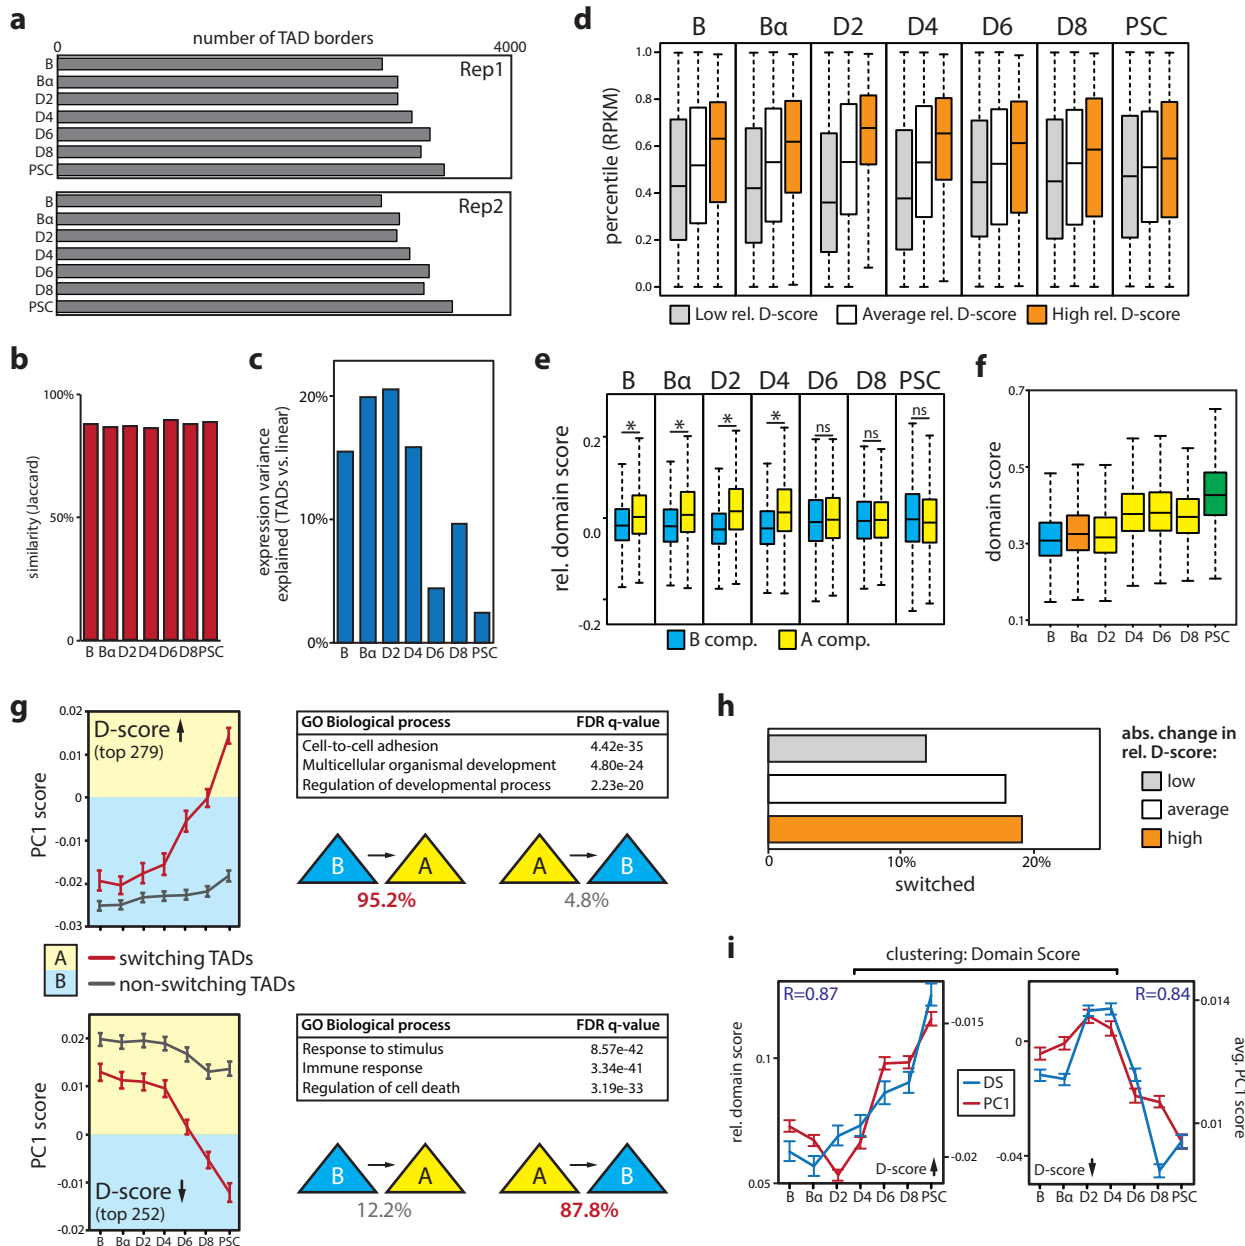 a
0
number of TAD borders
4000
Rep1
B
Bα
D2
D4
D6
D8
PSC
Rep2
B
Bα
D2
D4
D6
D8
PSC
b
similarity (Jaccard)
100%
50%
0
B Bα D2 D4 D6 D8 PSC
c
expression variance
explained (TADs vs. linear)
20%
10%
0%
B Bα D2 D4 D6 D8 PSC
d
B Bα D2 D4 D6 D8 PSC
percentile (RPKM)
1.0
0.8
0.6
0.4
0.2
0.0
Low rel. D-score Average rel. D-score High rel. D-score
e
B Bα D2 D4 D6 D8 PSC
rel. domain score
0.2
0.0
-0.2
* * * * ns ns ns
B comp. A comp.
f
domain score
0.7
0.5
0.3
0.1
B Bα D2 D4 D6 D8 PSC
g
PC1 score
0.02
0.01
0
-0.01
-0.02
-0.03
D-score
(top 279)
GO Biological process FDR q-value
Cell-to-cell adhesion 4.42e-35
Multicellular organismal development 4.80e-24
Regulation of developmental process 2.23e-20
B A A B
95.2% 4.8%
A switching TADs
B non-switching TADs
PC1 score
0.02
0.01
0
-0.01
-0.02
D-score
(top 252)
B Bα D2 D4 D6 D8 PSC
GO Biological process FDR q-value
Response to stimulus 8.57e-42
Immune response 3.34e-41
Regulation of cell death 3.19e-33
B A A B
12.2% 87.8%
h
0 10% 20%
switched
abs. change in
rel. D-score:
low
average
high
i
clustering: Domain Score
R=0.87
rel. domain score
0.1
0.05
-0.015
-0.02
D-score
B Bα D2 D4 D6 D8 PSC
DS
PC1
R=0.84
0
-0.04
0.014
0.01
avg. PC1 score
D-score
B Bα D2 D4 D6 D8 PSC